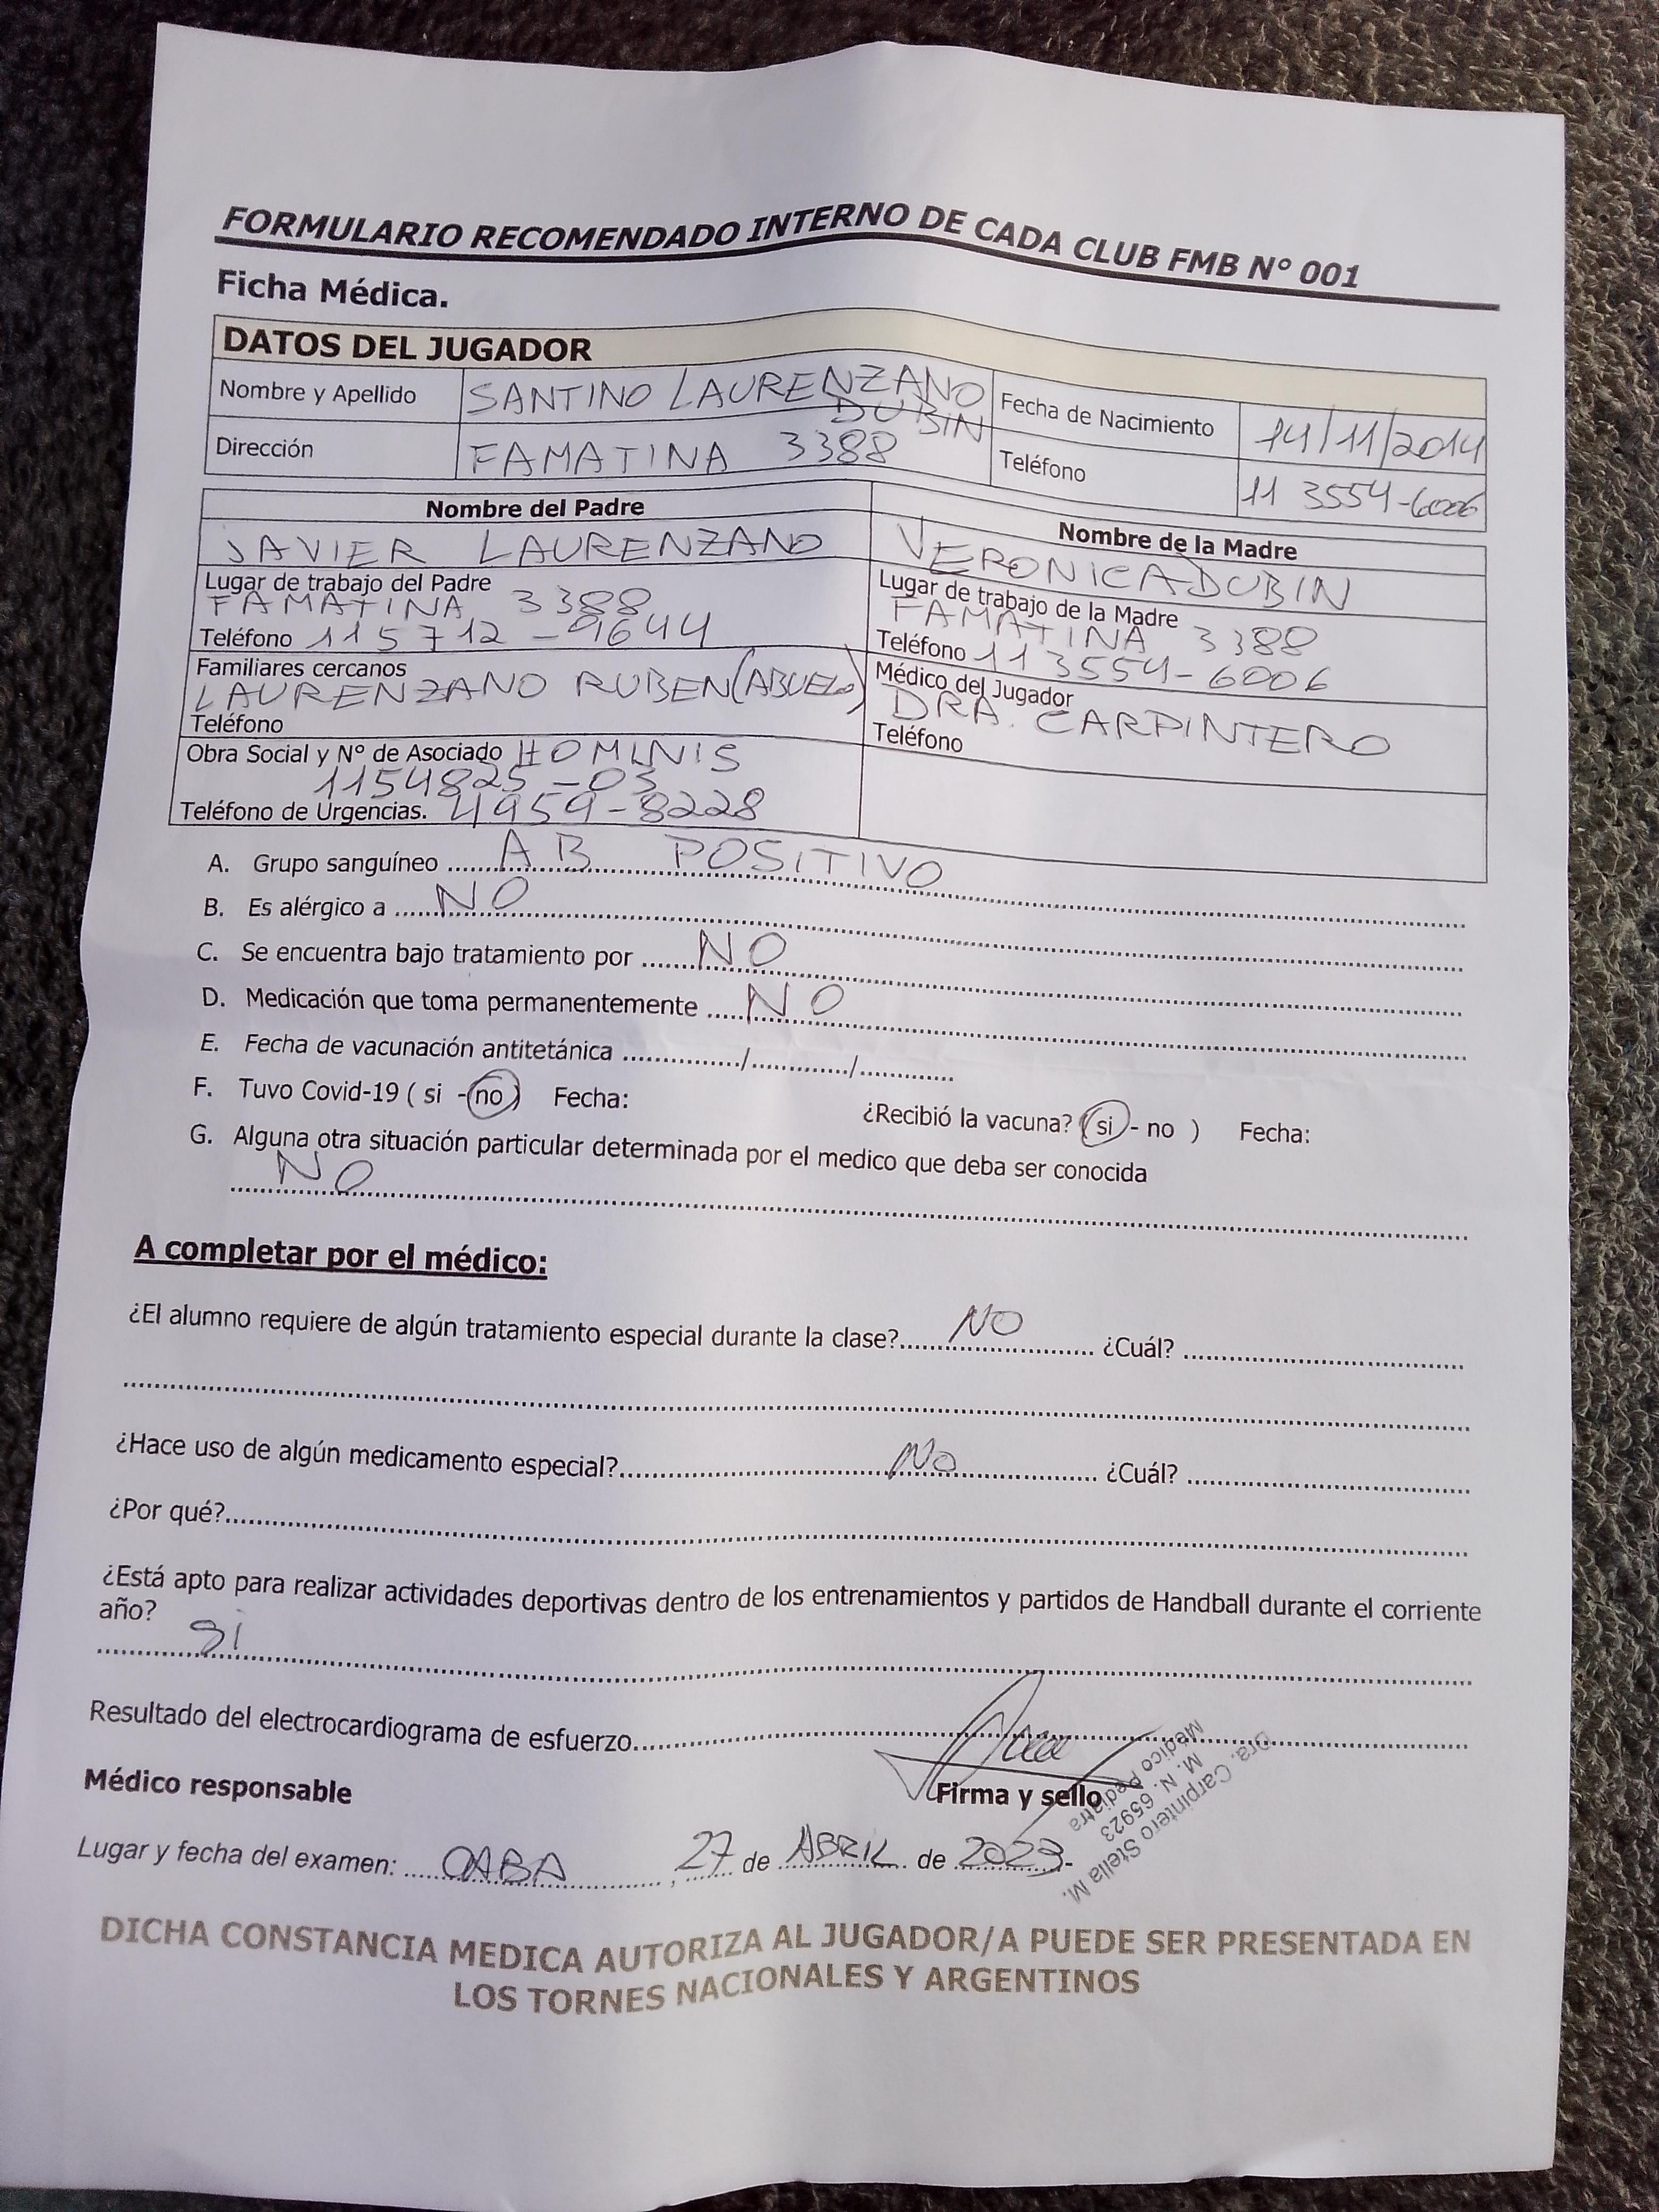 FORMULARIO RECOMENDADO INTERNO DE CADA CLUB FMB Nº 001
Ficha Médica.
DATOS DEL JUGADOR
Nombre y Apellido SANTINO LAURENZANO DUBIN
Fecha de Nacimiento 14/11/2014
Dirección FAMATINA 3388
Teléfono 11 3554-6006
Nombre del Padre
JAVIER LAURENZANO
Lugar de trabajo del Padre
FAMATINA 3388
Teléfono 115712-9644
Nombre de la Madre
VERONICA DUBIN
Lugar de trabajo de la Madre
FAMATINA 3388
Teléfono 113554-6006
Familiares cercanos
LAURENZANO RUBEN (ABUELO)
Teléfono
Médico del Jugador
DRA. CARPINTERO
Teléfono
Obra Social y Nº de Asociado HOMINIS
1154825-03
Teléfono de Urgencias. 4959-8228
A. Grupo sanguíneo AB POSITIVO
B. Es alérgico a NO
C. Se encuentra bajo tratamiento por NO
D. Medicación que toma permanentemente NO
E. Fecha de vacunación antitetánica ............../............../..............
F. Tuvo Covid-19 ( si - no ) Fecha: ¿Recibió la vacuna? ( si - no ) Fecha:
G. Alguna otra situación particular determinada por el medico que deba ser conocida
NO
A completar por el médico:
¿El alumno requiere de algún tratamiento especial durante la clase? NO ¿Cuál?
¿Hace uso de algún medicamento especial? No ¿Cuál?
¿Por qué?
¿Está apto para realizar actividades deportivas dentro de los entrenamientos y partidos de Handball durante el corriente
año?
Si
Resultado del electrocardiograma de esfuerzo
Médico responsable
Firma y sello
Dra. Carpintero Stella M.
M. N. 65923
Médico Pediatra
Lugar y fecha del examen: CABA, 27 de ABRIL de 2023-
DICHA CONSTANCIA MEDICA AUTORIZA AL JUGADOR/A PUEDE SER PRESENTADA EN
LOS TORNES NACIONALES Y ARGENTINOS